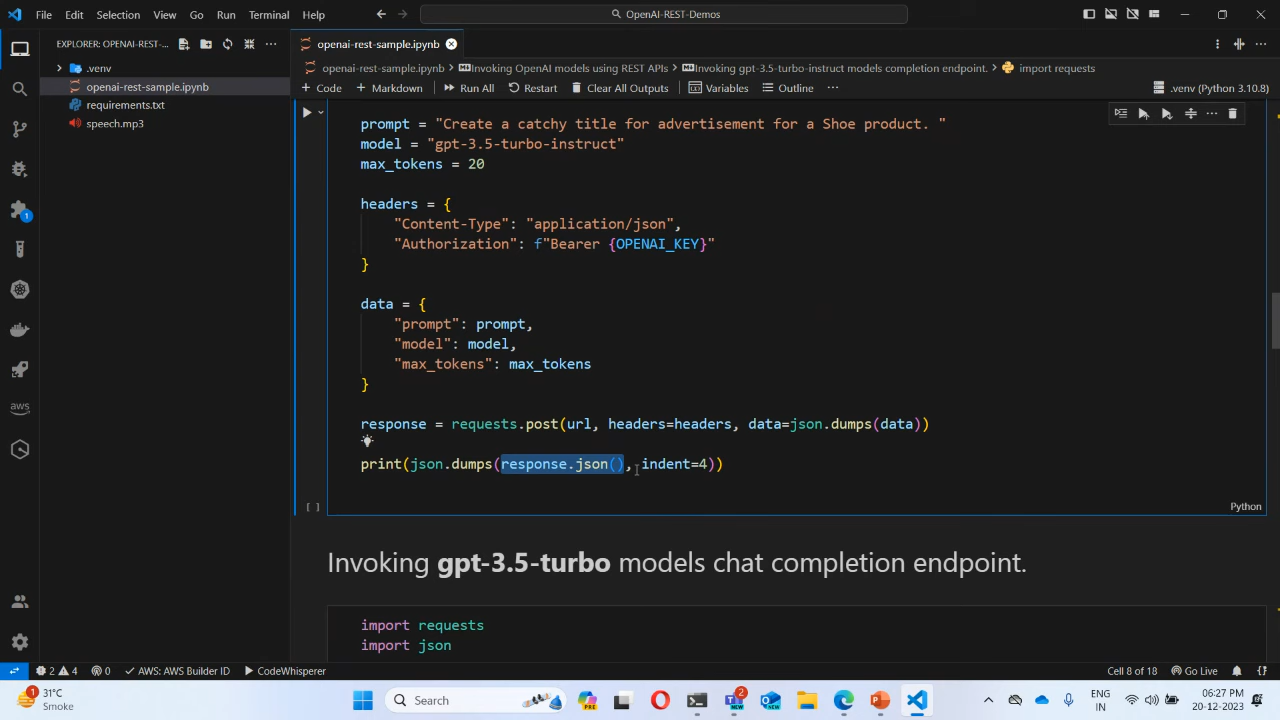 File Edit Selection View Go Run Terminal Help
OpenAI-REST-Demos
EXPLORER: OPENAI-REST-...
.venv
openai-rest-sample.ipynb
requirements.txt
speech.mp3
openai-rest-sample.ipynb
openai-rest-sample.ipynb > Invoking OpenAI models using REST APIs > Invoking gpt-3.5-turbo-instruct models completion endpoint. > import requests
+ Code + Markdown Run All Restart Clear All Outputs Variables Outline ... .venv (Python 3.10.8)
prompt = "Create a catchy title for advertisement for a Shoe product. "
model = "gpt-3.5-turbo-instruct"
max_tokens = 20
headers = {
"Content-Type": "application/json",
"Authorization": f"Bearer {OPENAI_KEY}"
}
data = {
"prompt": prompt,
"model": model,
"max_tokens": max_tokens
}
response = requests.post(url, headers=headers, data=json.dumps(data))
print(json.dumps(response.json(), indent=4))
[ ] Python
Invoking gpt-3.5-turbo models chat completion endpoint.
import requests
import json
1
aws
2 4 0 AWS: AWS Builder ID CodeWhisper Cell 8 of 18 Go Live
1 31°C
Smoke
Search
PRE
2
NEW
ENG
IN
06:27 PM
20-12-2023